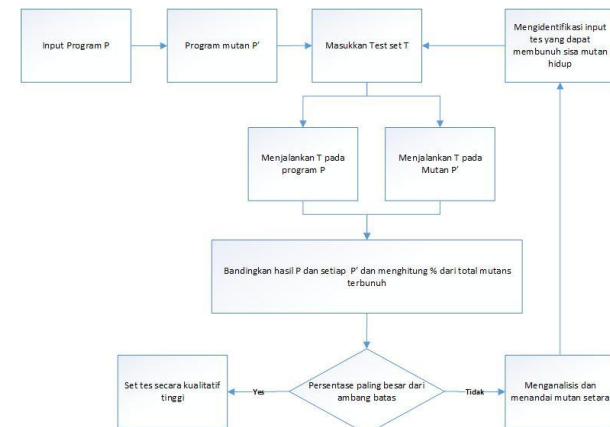 Input Program P
Program mutan P’
Masukkan Test set T
Mengidentifikasi input
tes yang dapat
membunuh sisa mutan
hidup
Menjalankan T pada
program P
Menjalankan T pada
Mutan P’
Bandingkan hasil P dan setiap P’ dan menghitung % dari total mutans
terbunuh
Set tes secara kualitatif
tinggi
Yes
Persentase paling besar dari
ambang batas
Tidak
Menganalisis dan
menandai mutan setara